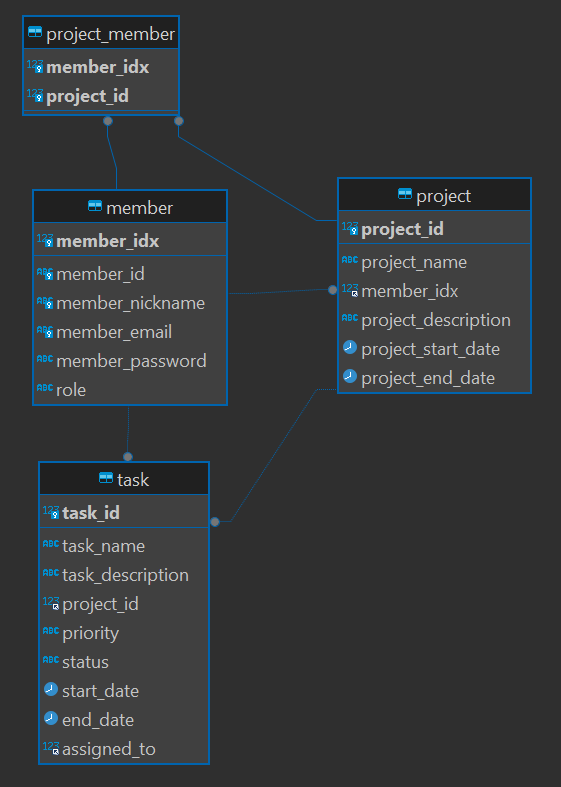 project_member
123 member_idx
123 project_id
member
123 member_idx
ABC member_id
ABC member_nickname
ABC member_email
ABC member_password
ABC role
project
123 project_id
ABC project_name
123 member_idx
ABC project_description
project_start_date
project_end_date
task
123 task_id
ABC task_name
ABC task_description
123 project_id
ABC priority
ABC status
start_date
end_date
123 assigned_to